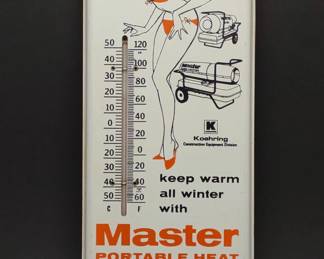 50 120
40 100
30 80
20 60
10 40
0 20
10 0
20 20
30
40 40
50 60
C F
master
K
Koehring
Construction Equipment Division
keep warm
all winter
with
Master
PORTABLE HEAT